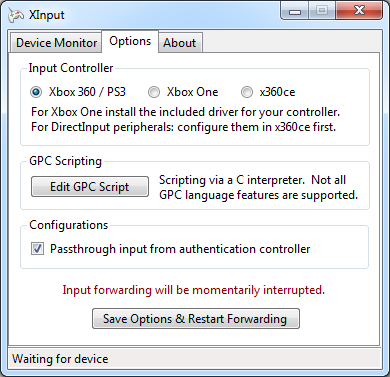 XInput
Device Monitor Options About
Input Controller
Xbox 360 / PS3 Xbox One x360ce
For Xbox One install the included driver for your controller.
For DirectInput peripherals: configure them in x360ce first.
GPC Scripting
Edit GPC Script
Scripting via a C interpreter. Not all
GPC language features are supported.
Configurations
Passthrough input from authentication controller
Input forwarding will be momentarily interrupted.
Save Options & Restart Forwarding
Waiting for device